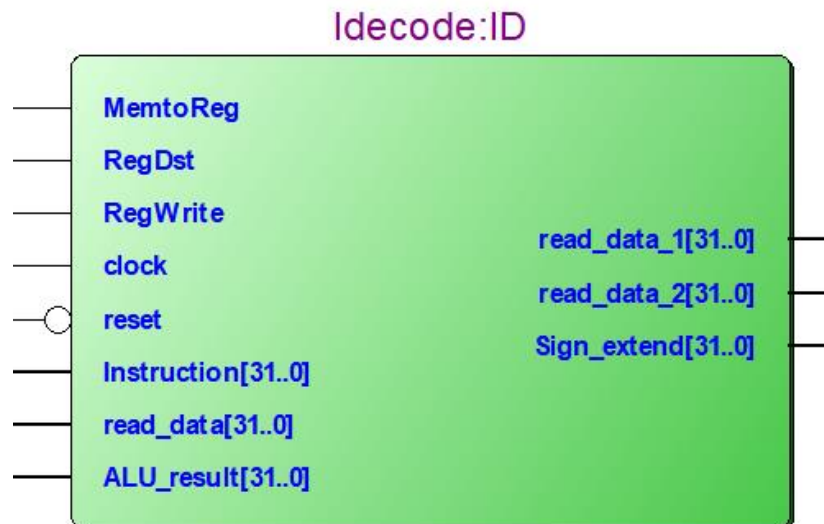 Idecode:ID
MemtoReg
RegDst
RegWrite
clock
reset
Instruction[31..0]
read_data[31..0]
ALU_result[31..0]
read_data_1[31..0]
read_data_2[31..0]
Sign_extend[31..0]